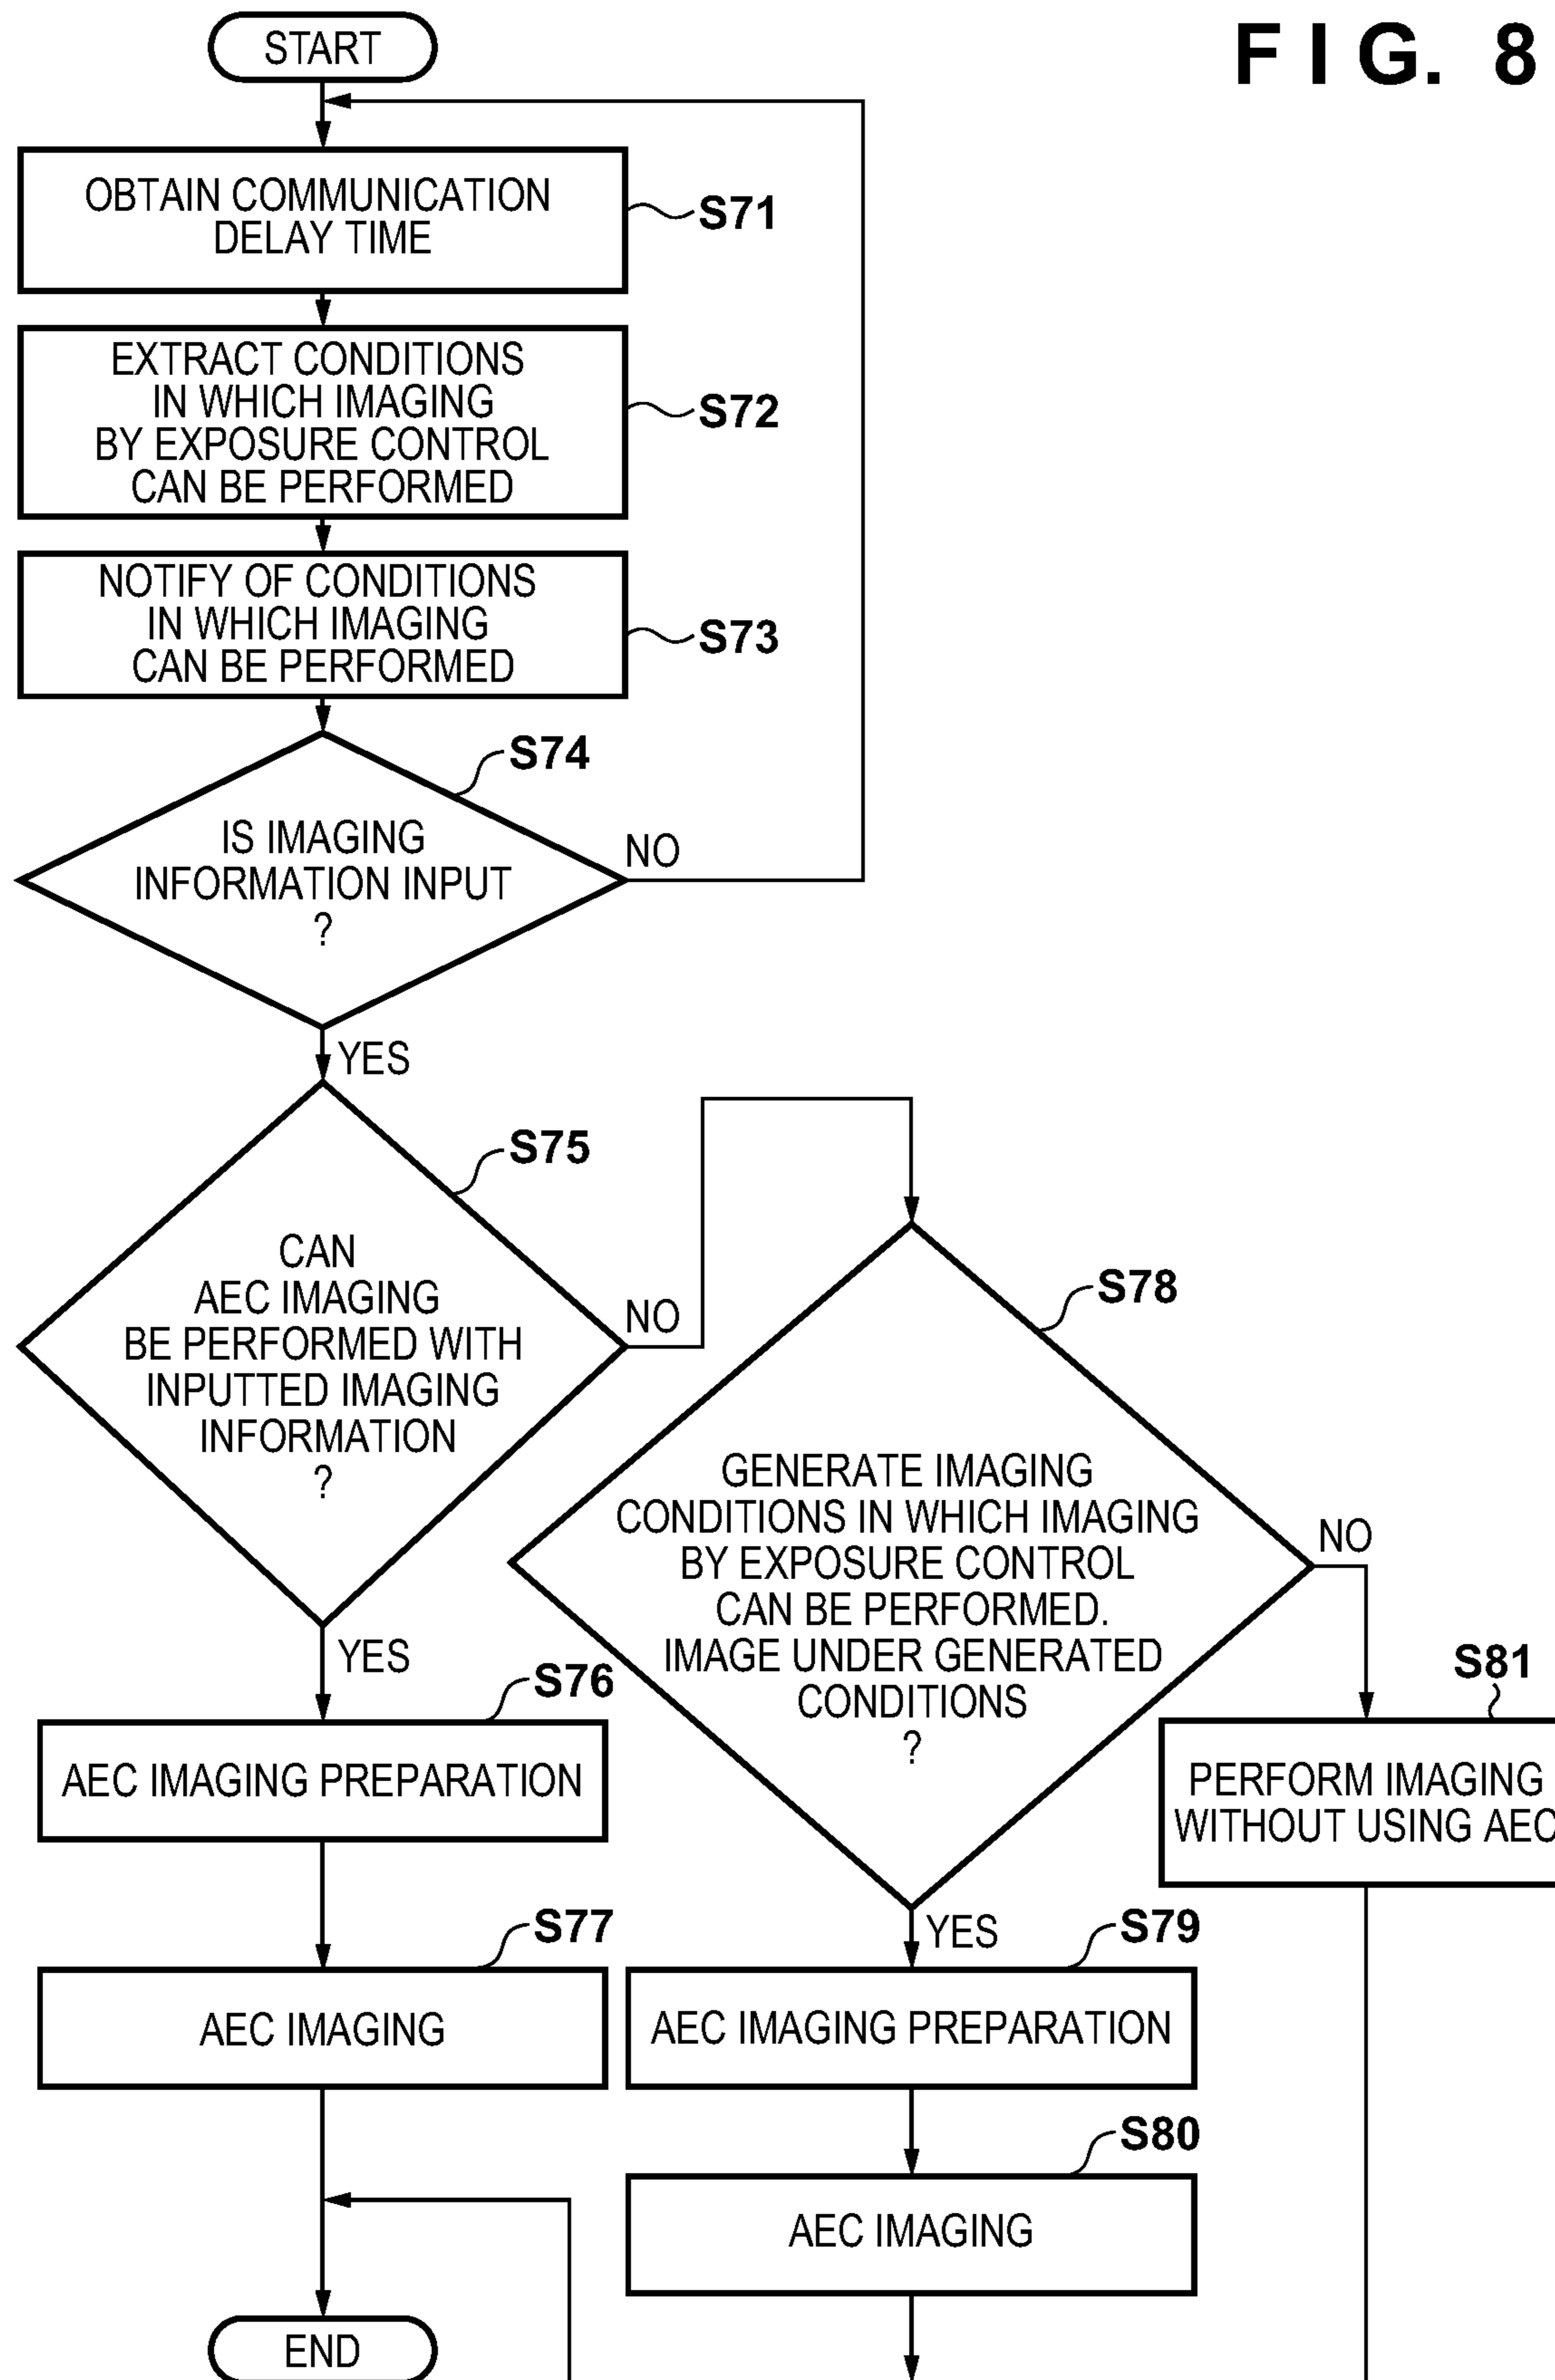 FIG. 8
START
OBTAIN COMMUNICATION
DELAY TIME
S71
EXTRACT CONDITIONS
IN WHICH IMAGING
BY EXPOSURE CONTROL
CAN BE PERFORMED
S72
NOTIFY OF CONDITIONS
IN WHICH IMAGING
CAN BE PERFORMED
S73
S74
IS IMAGING
INFORMATION INPUT
?
NO
YES
S75
CAN
AEC IMAGING
BE PERFORMED WITH
INPUTTED IMAGING
INFORMATION
?
NO
YES
S78
GENERATE IMAGING
CONDITIONS IN WHICH IMAGING
BY EXPOSURE CONTROL
CAN BE PERFORMED.
IMAGE UNDER GENERATED
CONDITIONS
?
NO
YES
S76
AEC IMAGING PREPARATION
S81
PERFORM IMAGING
WITHOUT USING AEC
S77
AEC IMAGING
S79
AEC IMAGING PREPARATION
S80
AEC IMAGING
END